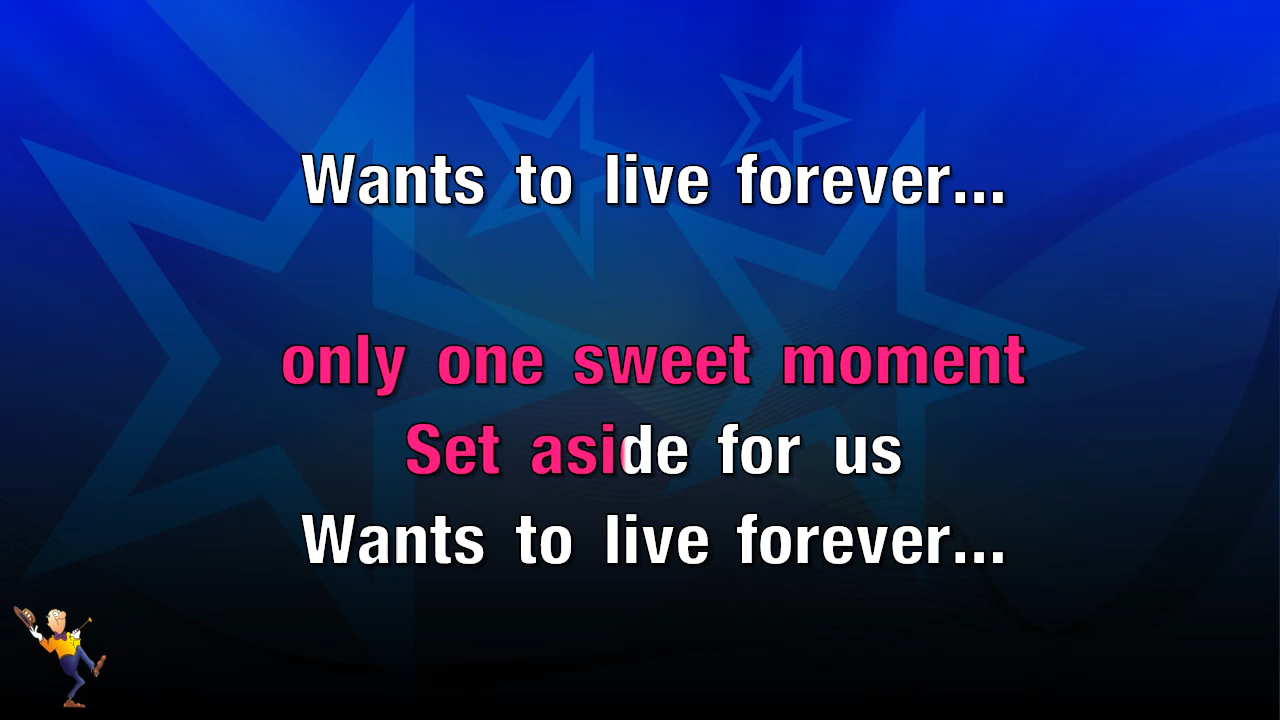 Wants to live forever...
only one sweet moment
Set aside for us
Wants to live forever...